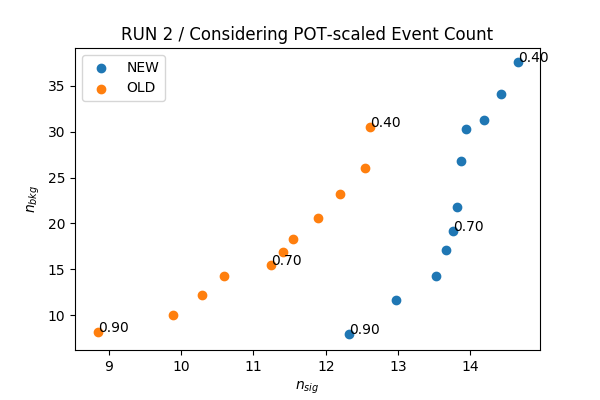 RUN 2 / Considering POT-scaled Event Count
NEW
OLD
0.40
0.40
0.70
0.70
0.90
0.90
35
30
25
20
15
10
n_bkg
9 10 11 12 13 14
n_sig